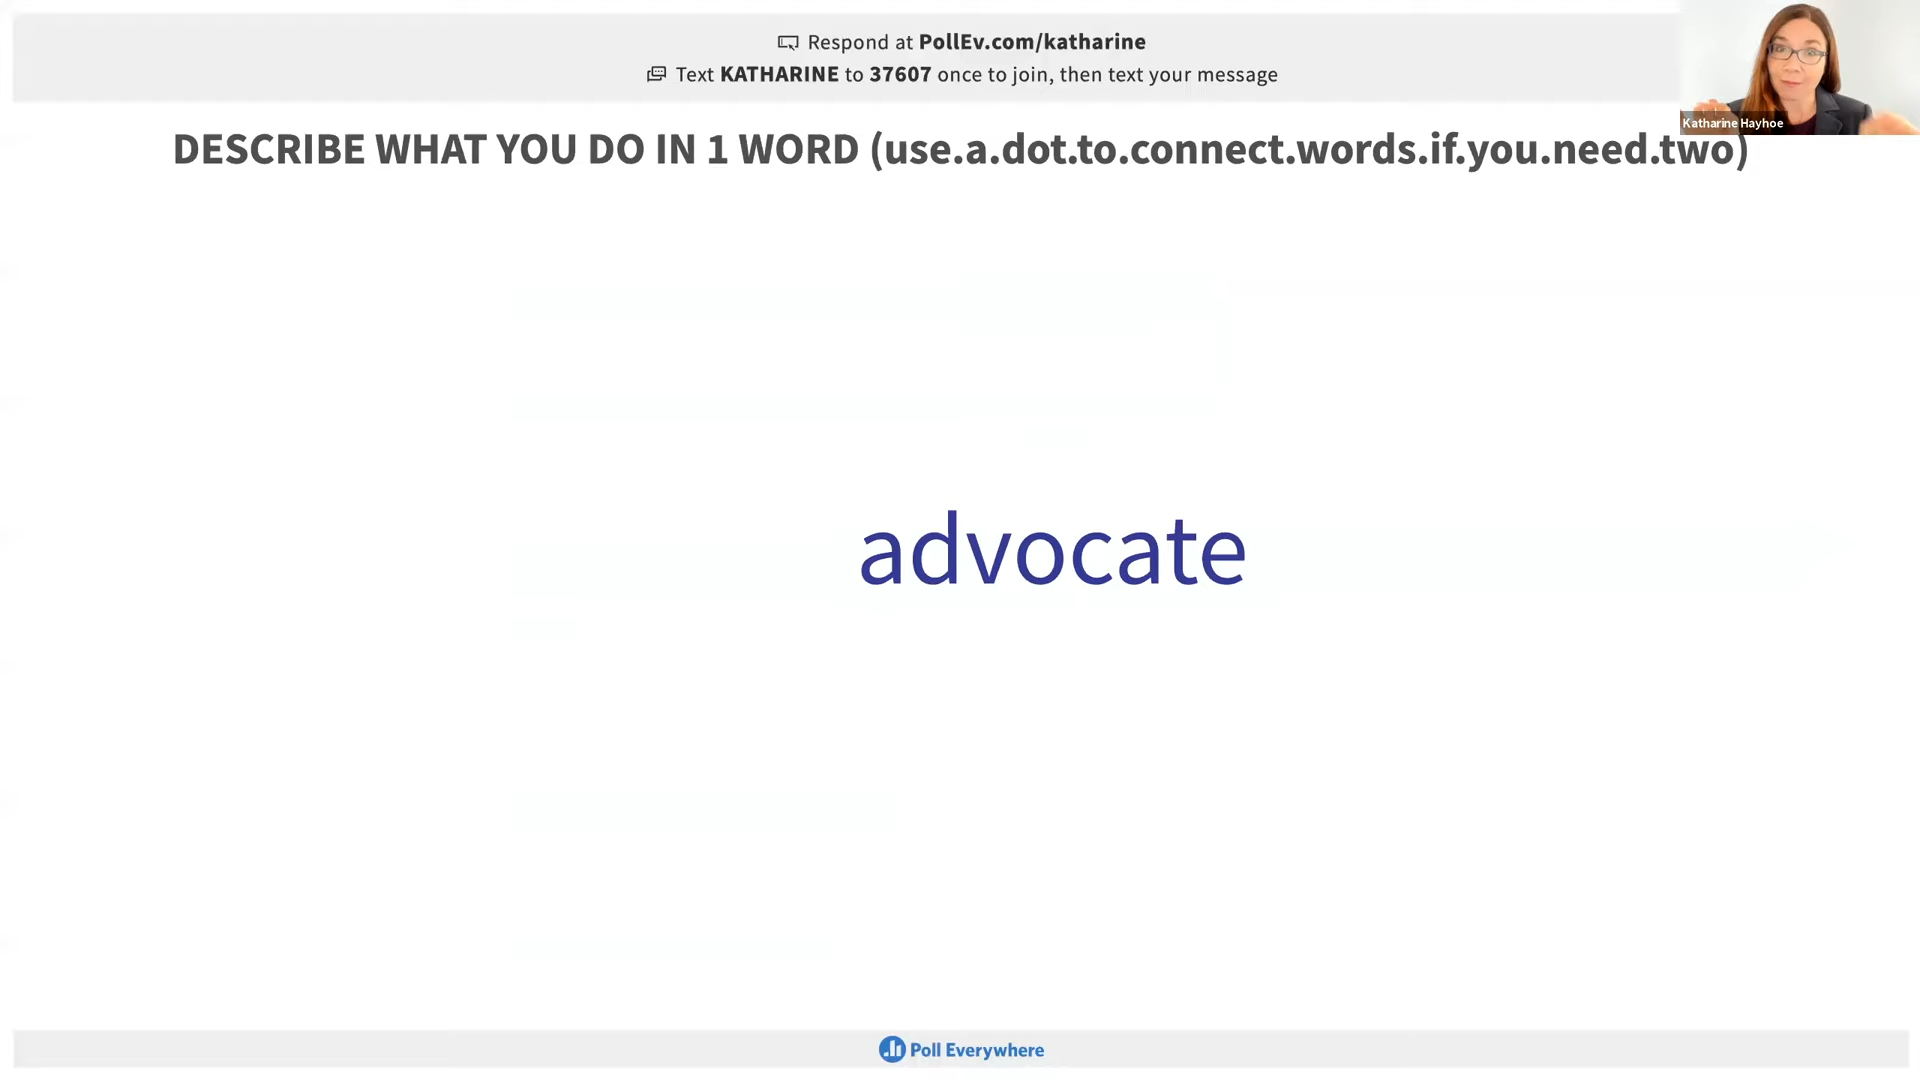 Respond at PollEv.com/katharine
Text KATHARINE to 37607 once to join, then text your message
Katharine Hayhoe
DESCRIBE WHAT YOU DO IN 1 WORD (use.a.dot.to.connect.words.if.you.need.two)
advocate
Poll Everywhere